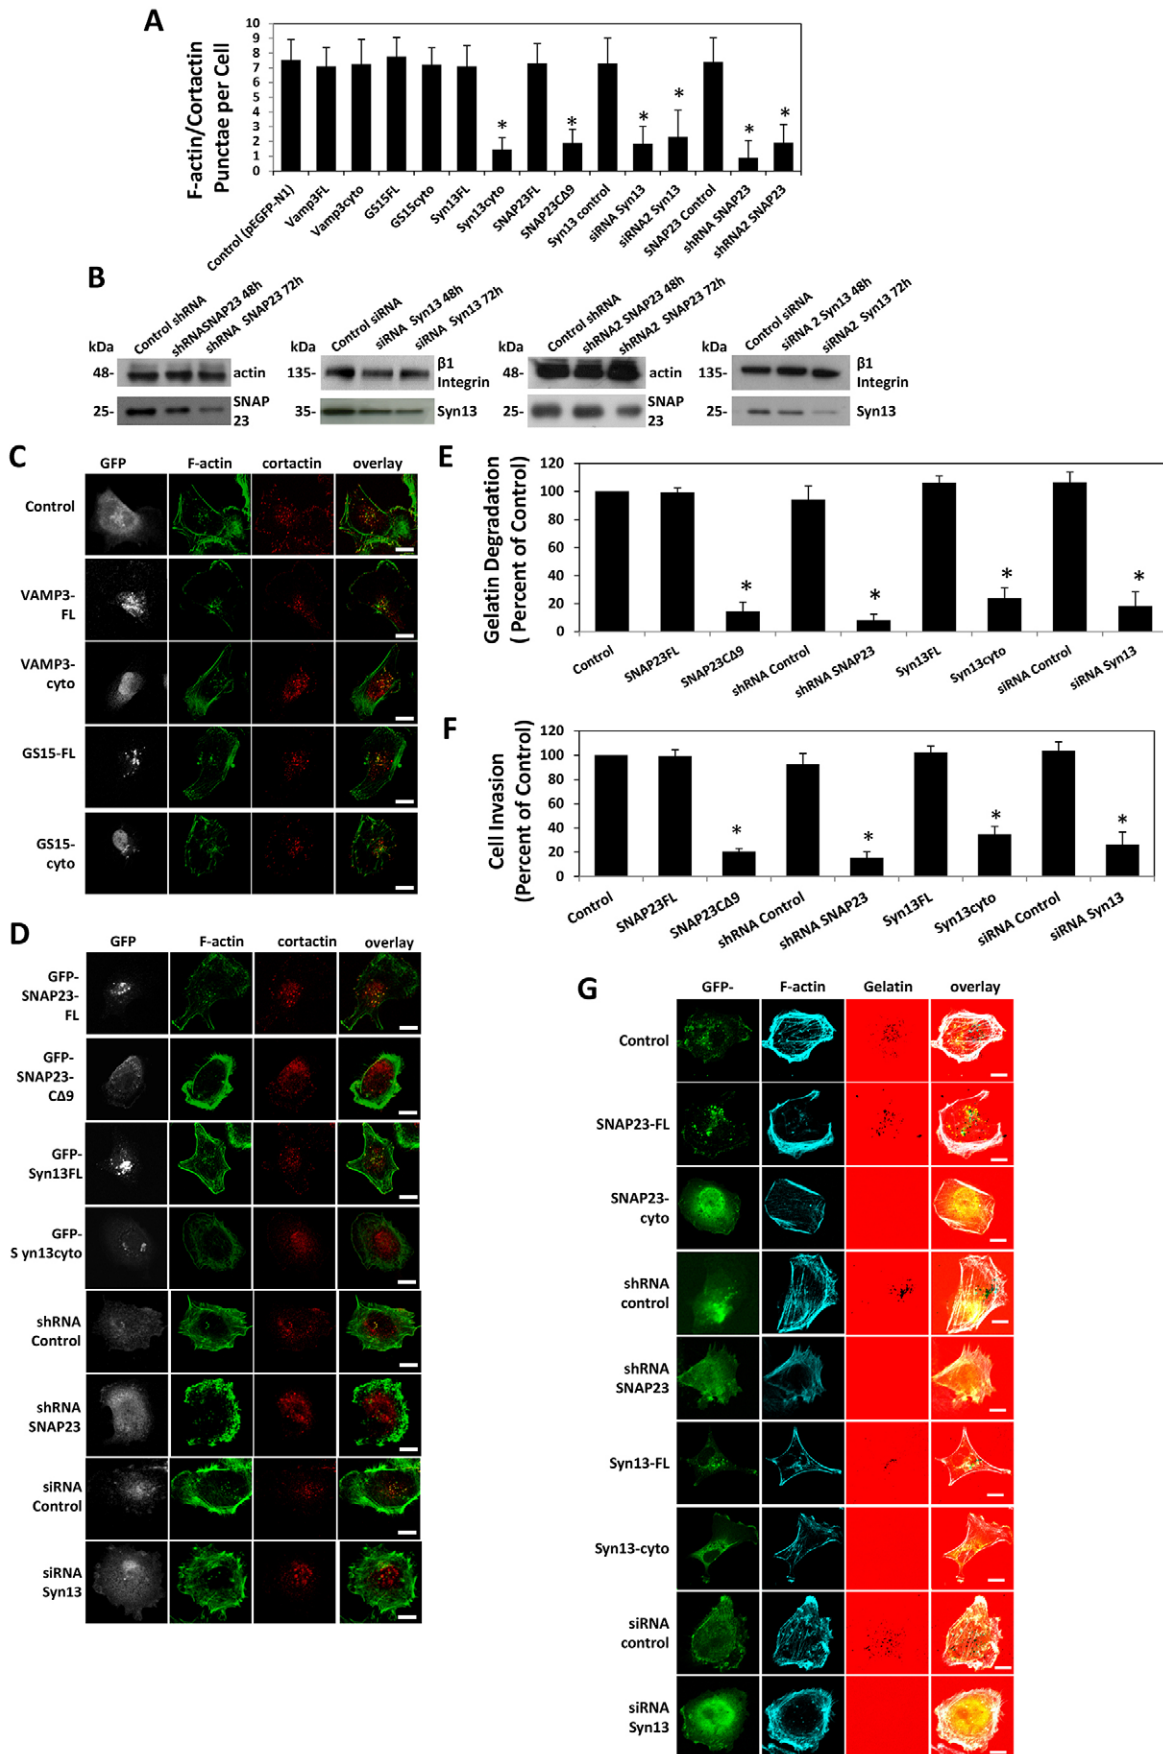 A
F-actin/Cortactin
Punctae per Cell
10
9
8
7
6
5
4
3
2
1
0
* * * * * *
Control (pEGFP-N1)
Vamp3FL
Vamp3cyto
GS15FL
GS15cyto
Syn13FL
Syn13cyto
SNAP23FL
SNAP23CΔ9
Syn13 control
siRNA Syn13
siRNA2 Syn13
SNAP23 Control
shRNA SNAP23
shRNA2 SNAP23
B
kDa
Control shRNA
shRNASNAP23 48h
shRNA SNAP23 72h
48-
actin
25-
SNAP
23
kDa
Control siRNA
siRNA Syn13 48h
siRNA Syn13 72h
135-
β1
Integrin
35-
Syn13
kDa
Control shRNA
shRNA2 SNAP23 48h
shRNA2 SNAP23 72h
48-
actin
25-
SNAP
23
kDa
Control siRNA
siRNA 2 Syn13 48h
siRNA2 Syn13 72h
135-
β1
Integrin
25-
Syn13
C
GFP F-actin cortactin overlay
Control
VAMP3-
FL
VAMP3-
cyto
GS15-FL
GS15-
cyto
D
GFP F-actin cortactin overlay
GFP-
SNAP23-
FL
GFP-
SNAP23-
CΔ9
GFP-
Syn13FL
GFP-
S yn13cyto
shRNA
Control
shRNA
SNAP23
siRNA
Control
siRNA
Syn13
E
Gelatin Degradation
( Percent of Control)
120
100
80
60
40
20
0
* * * *
Control
SNAP23FL
SNAP23CΔ9
shRNA Control
shRNA SNAP23
Syn13FL
Syn13cyto
siRNA Control
siRNA Syn13
F
Cell Invasion
(Percent of Control)
120
100
80
60
40
20
0
* * * *
Control
SNAP23FL
SNAP23CΔ9
shRNA Control
shRNA SNAP23
Syn13FL
Syn13cyto
siRNA Control
siRNA Syn13
G
GFP- F-actin Gelatin overlay
Control
SNAP23-FL
SNAP23-
cyto
shRNA
control
shRNA
SNAP23
Syn13-FL
Syn13-cyto
siRNA
control
siRNA
Syn13